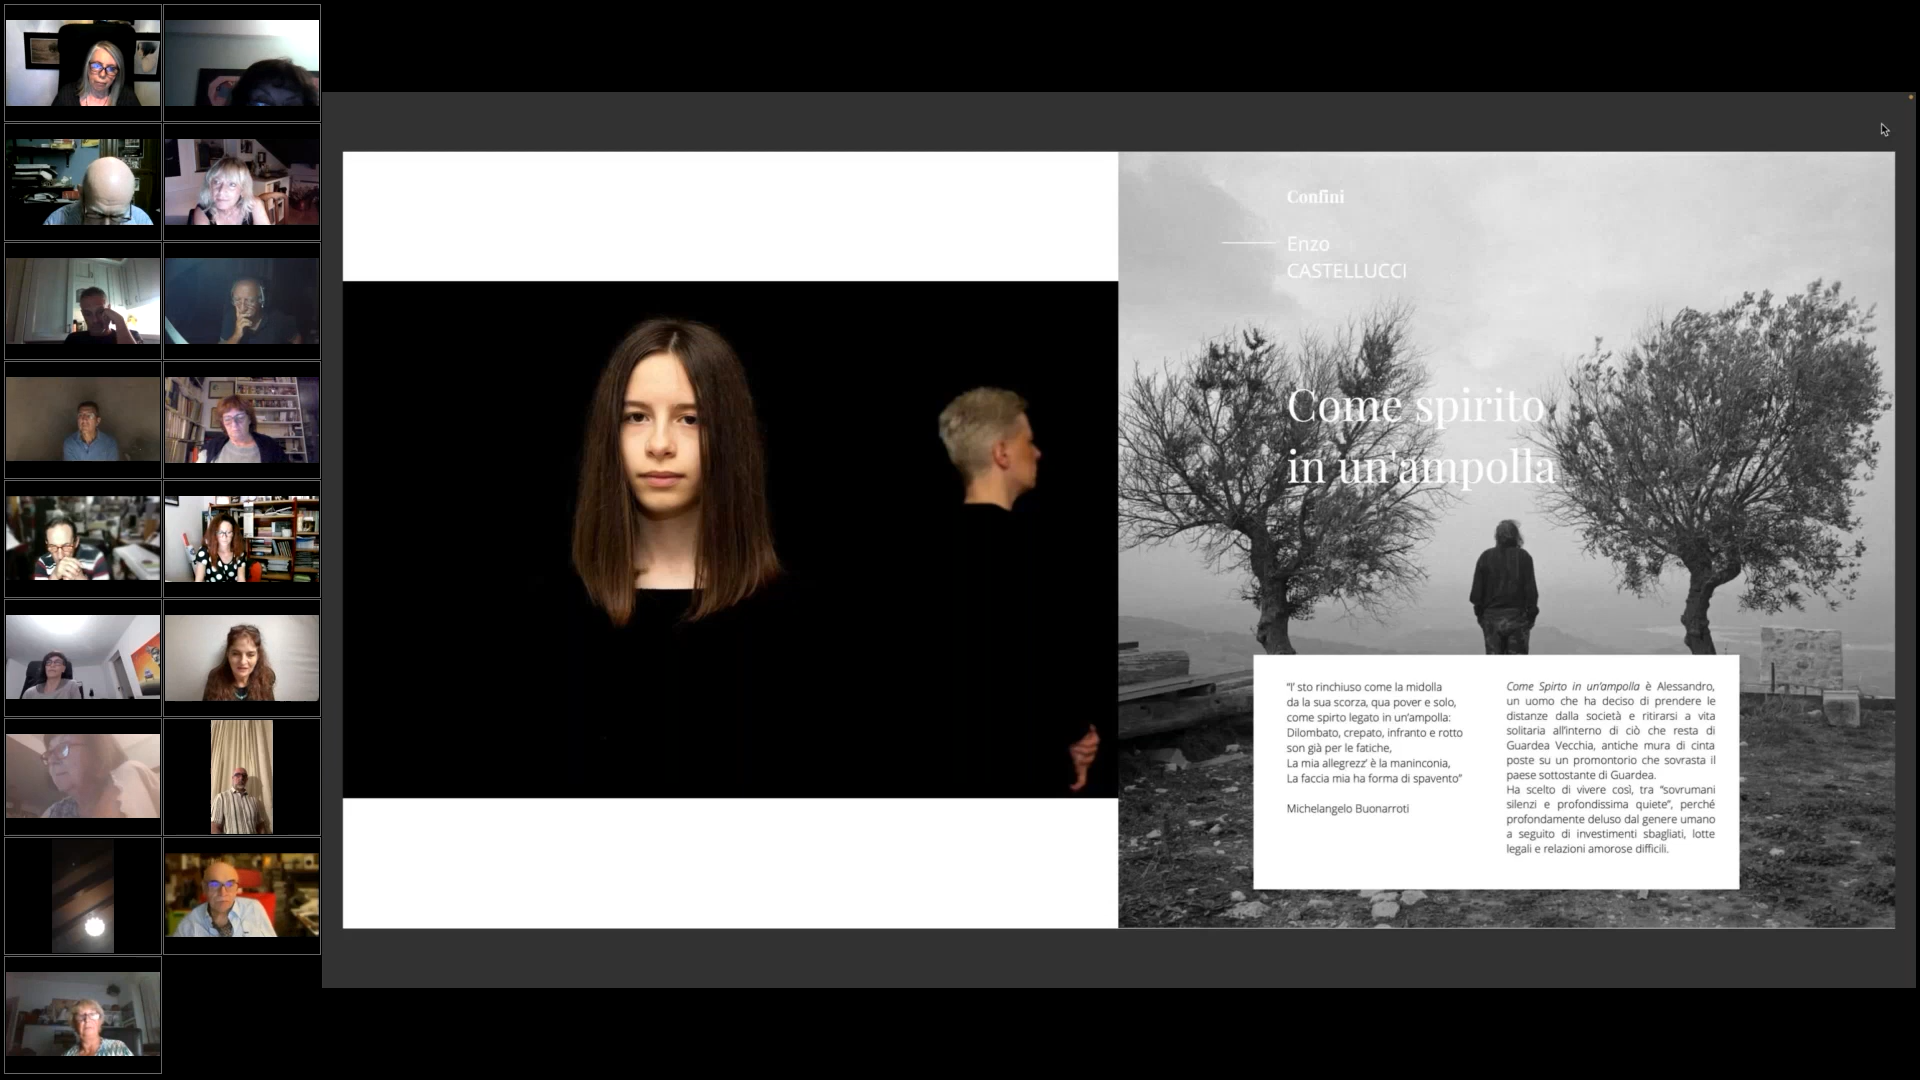 Confini
Enzo
CASTELLUCCI
Come spirito
in un'ampolla
"I' sto rinchiuso come la midolla
da la sua scorza, qua pover e solo,
come spirto legato in un'ampolla:
Dilombato, crepato, infranto e rotto
son già per le fatiche,
La mia allegrezz' è la maninconia,
La faccia mia ha forma di spavento"
Michelangelo Buonarroti
Come Spirto in un'ampolla è Alessandro,
un uomo che ha deciso di prendere le
distanze dalla società e ritirarsi a vita
solitaria all'interno di ciò che resta di
Guardea Vecchia, antiche mura di cinta
poste su un promontorio che sovrasta il
paese sottostante di Guardea.
Ha scelto di vivere così, tra "sovrumani
silenzi e profondissima quiete", perché
profondamente deluso dal genere umano
a seguito di investimenti sbagliati, lotte
legali e relazioni amorose difficili.